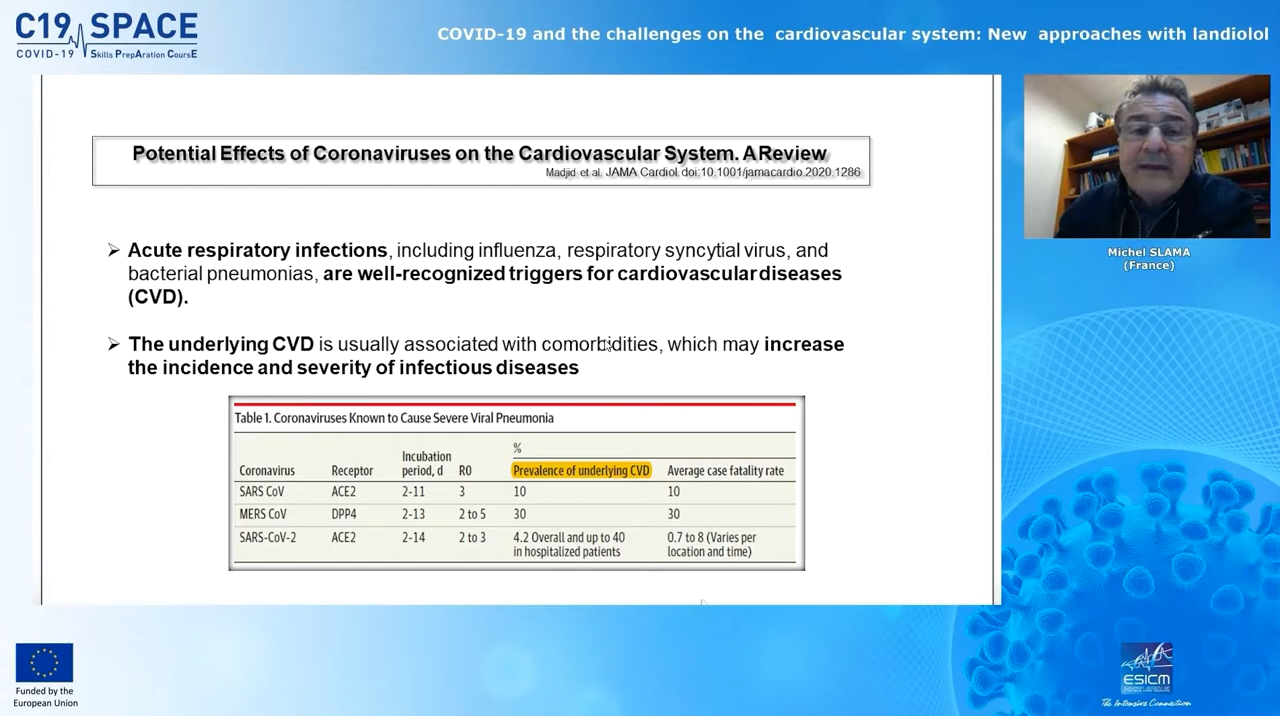 C19 SPACE
COVID-19 Skills PrepAration CoursE
COVID-19 and the challenges on the cardiovascular system: New approaches with landiolol
Potential Effects of Coronaviruses on the Cardiovascular System. A Review
Madjid et al. JAMA Cardiol. doi:10.1001/jamacardio.2020.1286
➢ Acute respiratory infections, including influenza, respiratory syncytial virus, and
bacterial pneumonias, are well-recognized triggers for cardiovascular diseases
(CVD).
➢ The underlying CVD is usually associated with comorbidities, which may increase
the incidence and severity of infectious diseases
Table 1. Coronaviruses Known to Cause Severe Viral Pneumonia
%
Coronavirus Receptor Incubation period, d R0 Prevalence of underlying CVD Average case fatality rate
SARS CoV ACE2 2-11 3 10 10
MERS CoV DPP4 2-13 2 to 5 30 30
SARS-CoV-2 ACE2 2-14 2 to 3 4.2 Overall and up to 40 0.7 to 8 (Varies per
in hospitalized patients location and time)
Michel SLAMA
(France)
Funded by the
European Union
ESICM
The Intensive Connection